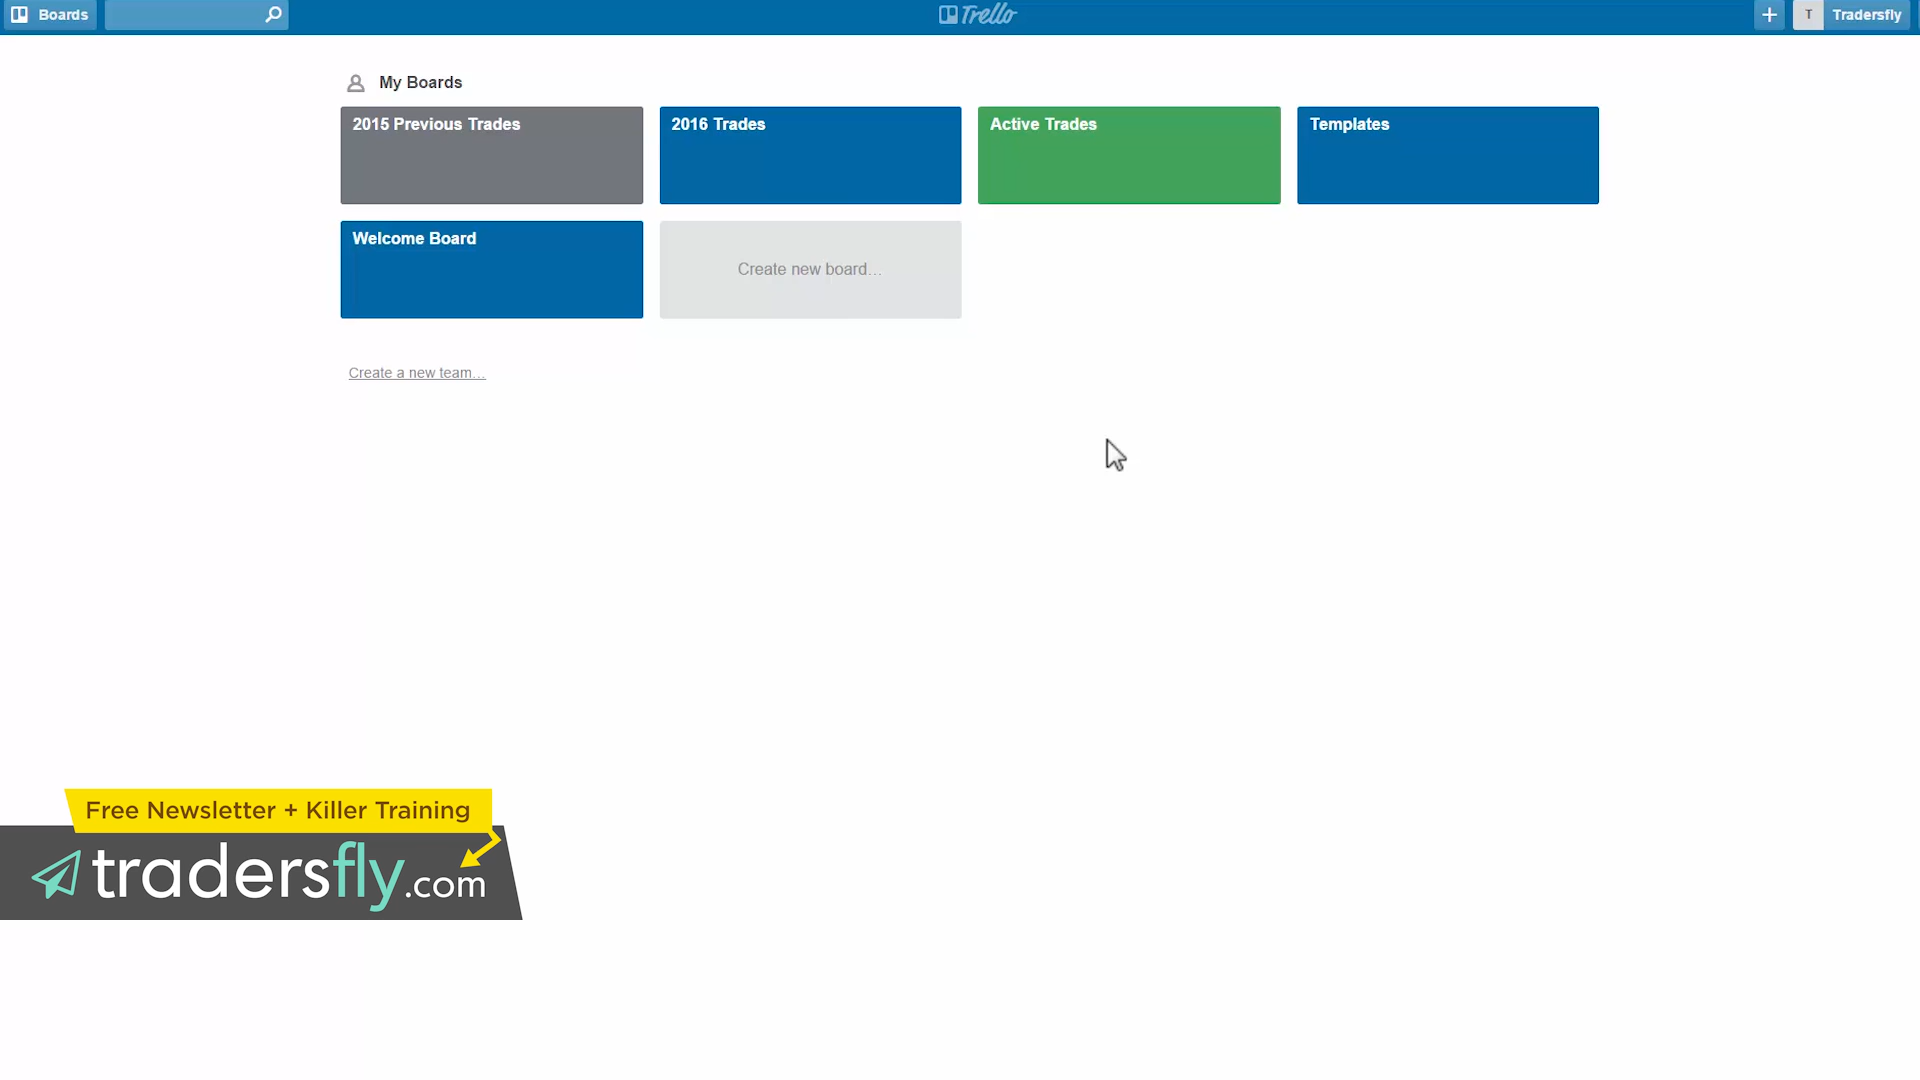 Boards
Trello
T Tradersfly
My Boards
2015 Previous Trades
2016 Trades
Active Trades
Templates
Welcome Board
Create new board…
Create a new team…
Free Newsletter + Killer Training
tradersfly.com